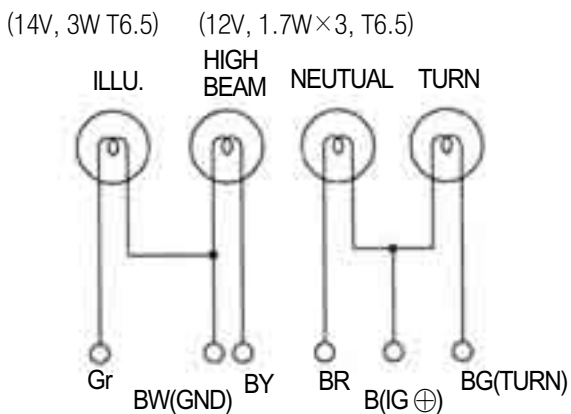 (14V, 3W T6.5) (12V, 1.7W×3, T6.5)
ILLU. HIGH BEAM NEUTUAL TURN
Gr BW(GND) BY BR B(IG ⊕) BG(TURN)